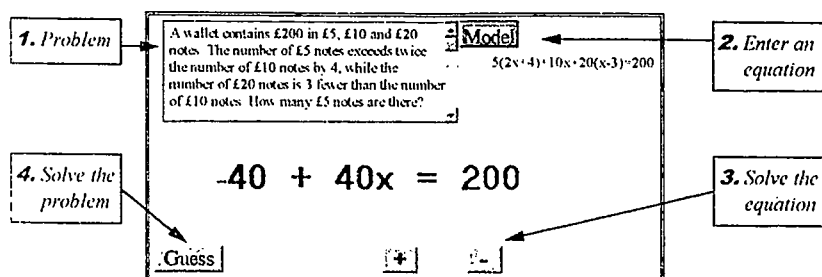 1. Problem
A wallet contains £200 in £5, £10 and £20
notes. The number of £5 notes exceeds twice
the number of £10 notes by 4, while the
number of £20 notes is 3 fewer than the number
of £10 notes. How many £5 notes are there?
Model
5(2x+4)+10x+20(x-3)=200
2. Enter an
equation
4. Solve the
problem
-40 + 40x = 200
3. Solve the
equation
Guess
+
-